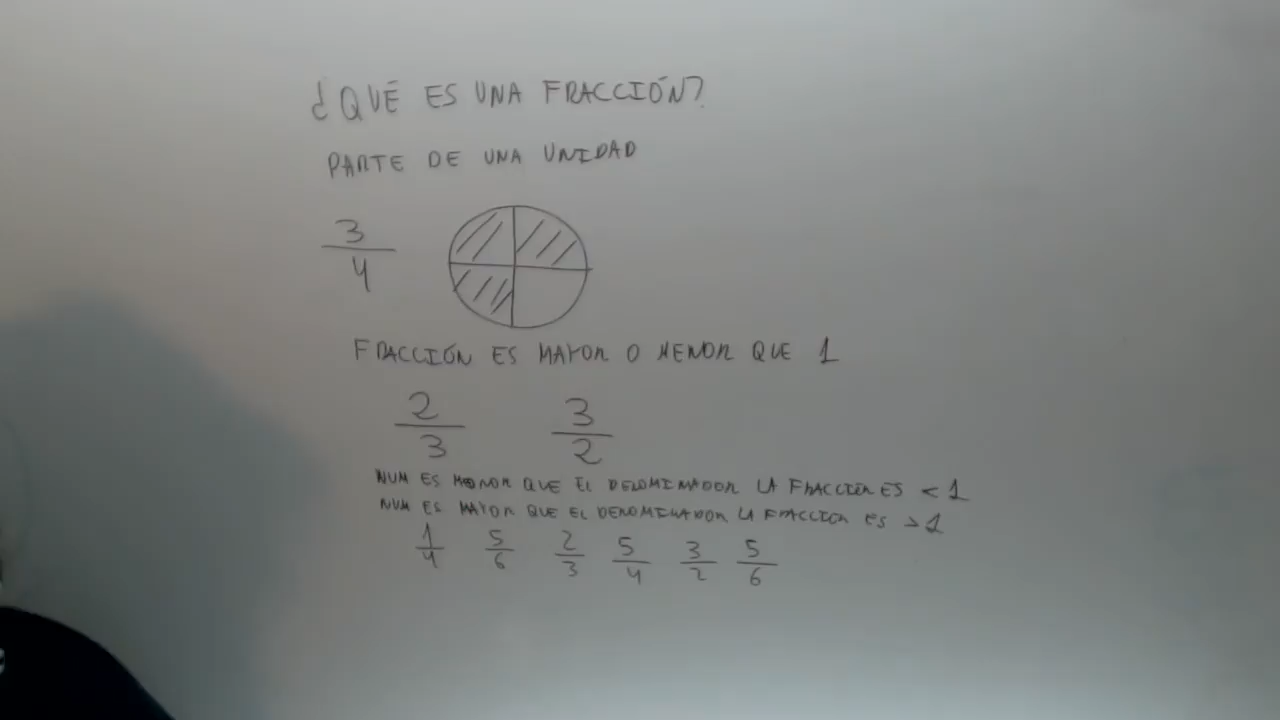 ¿QUÉ ES UNA FRACCIÓN?
PARTE DE UNA UNIDAD
3/4
FRACCIÓN ES MAYOR O MENOR QUE 1
2/3 3/2
NUM ES MENOR QUE EL DENOMINADOR LA FRACCIÓN ES < 1
NUM ES MAYOR QUE EL DENOMINADOR LA FRACCIÓN ES > 1
1/4 5/6 2/3 5/4 3/2 5/6